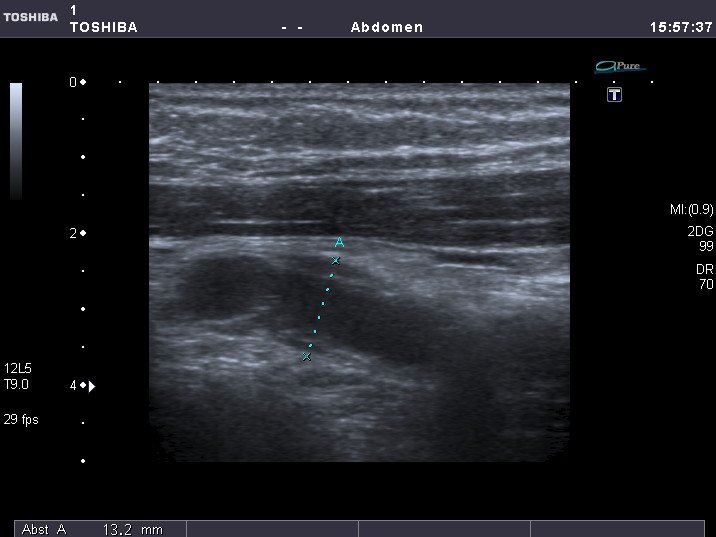 TOSHIBA
1
TOSHIBA - - Abdomen 15:57:37
Pure
T
0
2
4
A
MI:(0.9)
2DG
99
DR
70
12L5
T9.0
29 fps
Abst A 13.2 mm